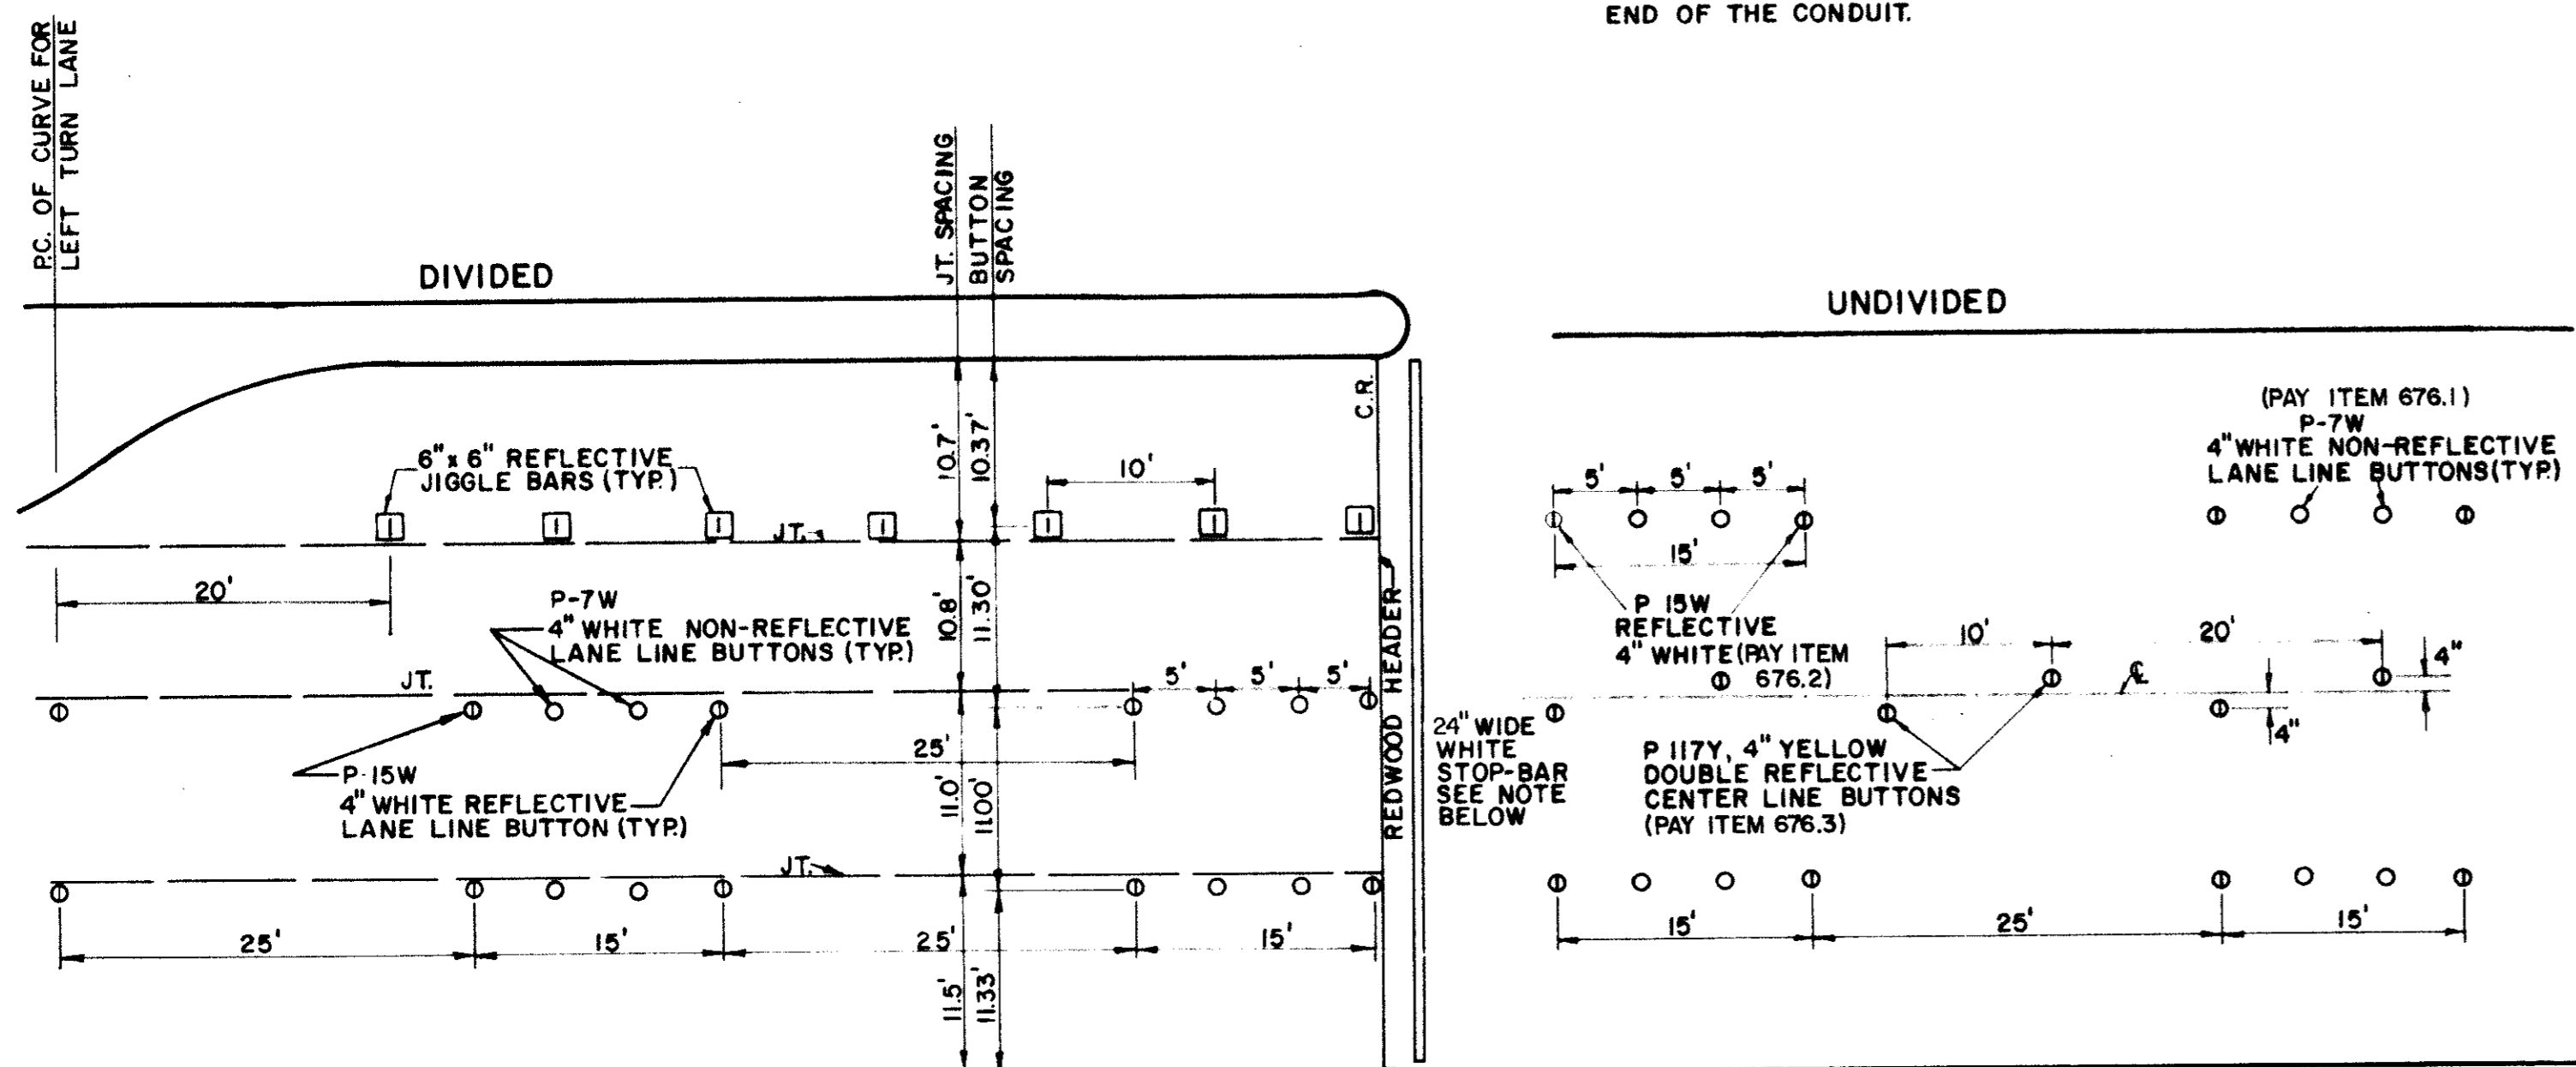 END OF THE CONDUIT.
P.C. OF CURVE FOR
LEFT TURN LANE
DIVIDED
JT. SPACING
BUTTON
SPACING
UNDIVIDED
6" x 6" REFLECTIVE
JIGGLE BARS (TYP.)
10.7'
10.37'
10'
C.R.
JT.
20'
P-7W
4" WHITE NON-REFLECTIVE
LANE LINE BUTTONS (TYP.)
10.8'
11.30'
JT.
5'
5'
5'
25'
P-15W
4" WHITE REFLECTIVE
LANE LINE BUTTON (TYP.)
11.0'
11.00'
JT.
25'
15'
25'
15'
11.5'
11.33'
REDWOOD HEADER
24" WIDE
WHITE
STOP-BAR
SEE NOTE
BELOW
(PAY ITEM 676.1)
P-7W
4" WHITE NON-REFLECTIVE
LANE LINE BUTTONS (TYP.)
5'
5'
5'
15'
P 15W
REFLECTIVE
4" WHITE (PAY ITEM
676.2)
10'
20'
4"
℄
4"
P 117Y, 4" YELLOW
DOUBLE REFLECTIVE
CENTER LINE BUTTONS
(PAY ITEM 676.3)
15'
25'
15'